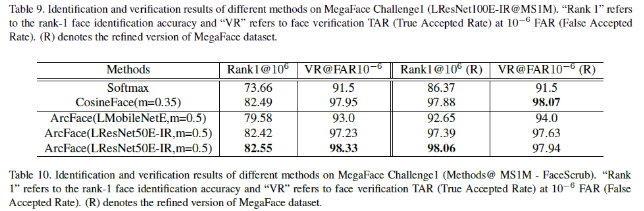 Table 9. Identification and verification results of different methods on MegaFace Challenge1 (LResNet100E-IR@MS1M). “Rank 1” refers
to the rank-1 face identification accuracy and “VR” refers to face verification TAR (True Accepted Rate) at 10⁻⁶ FAR (False Accepted
Rate). (R) denotes the refined version of MegaFace dataset.
Methods Rank1@10⁶ VR@FAR10⁻⁶ Rank1@10⁶ (R) VR@FAR10⁻⁶ (R)
Softmax 73.66 91.5 86.37 91.5
CosineFace(m=0.35) 82.49 97.95 97.88 98.07
ArcFace(LMobileNetE,m=0.5) 79.58 93.0 92.65 94.0
ArcFace(LResNet50E-IR,m=0.5) 82.42 97.23 97.39 97.63
ArcFace(LResNet50E-IR,m=0.5) 82.55 98.33 98.06 97.94
Table 10. Identification and verification results of different methods on MegaFace Challenge1 (Methods@ MS1M - FaceScrub). “Rank
1” refers to the rank-1 face identification accuracy and “VR” refers to face verification TAR (True Accepted Rate) at 10⁻⁶ FAR (False
Accepted Rate). (R) denotes the refined version of MegaFace dataset.